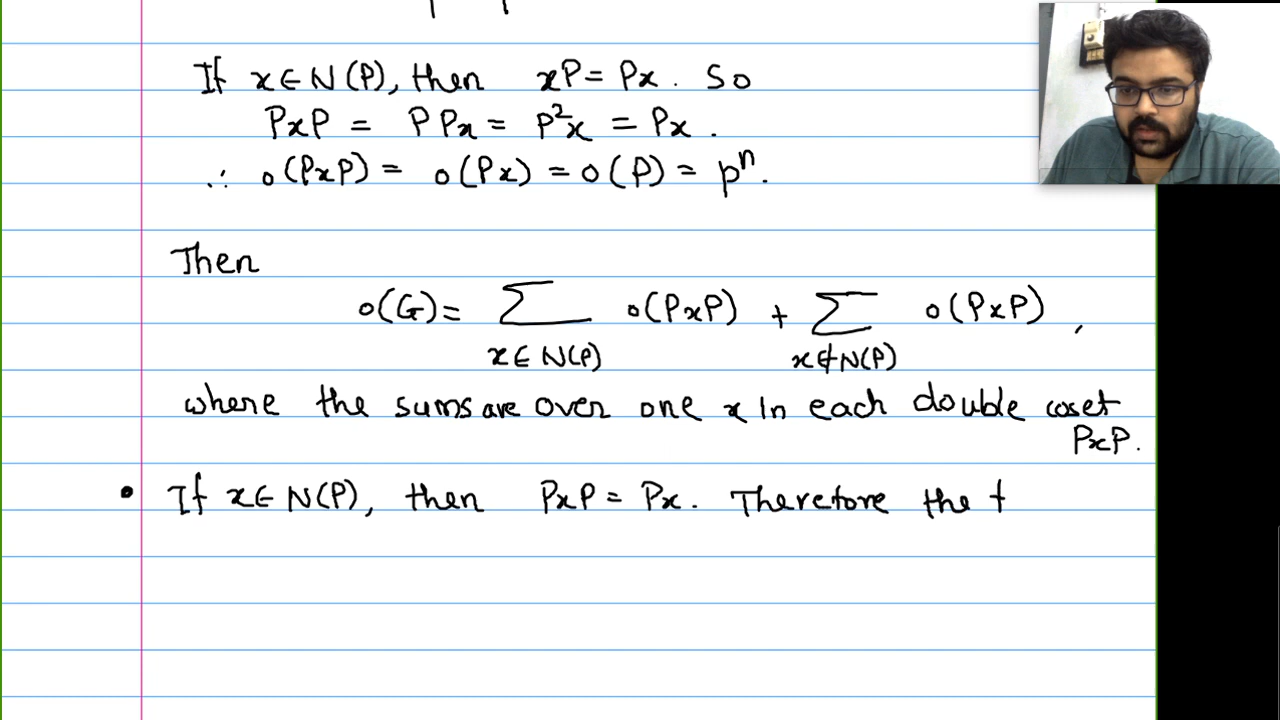 If x ∈ N(P), then xP = Px. So
PxP = PPx = P²x = Px.
∴ o(PxP) = o(Px) = o(P) = pⁿ.
Then
o(G) = ∑ o(PxP) + ∑ o(PxP),
x ∈ N(P) x ∉ N(P)
where the sums are over one x in each double coset
PxP.
• If x ∈ N(P), then PxP = Px. Therefore the f